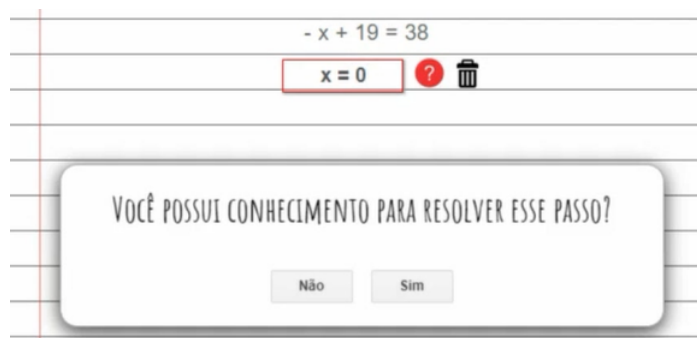 - x + 19 = 38
x = 0 ?
Você possui conhecimento para resolver esse passo?
Não Sim